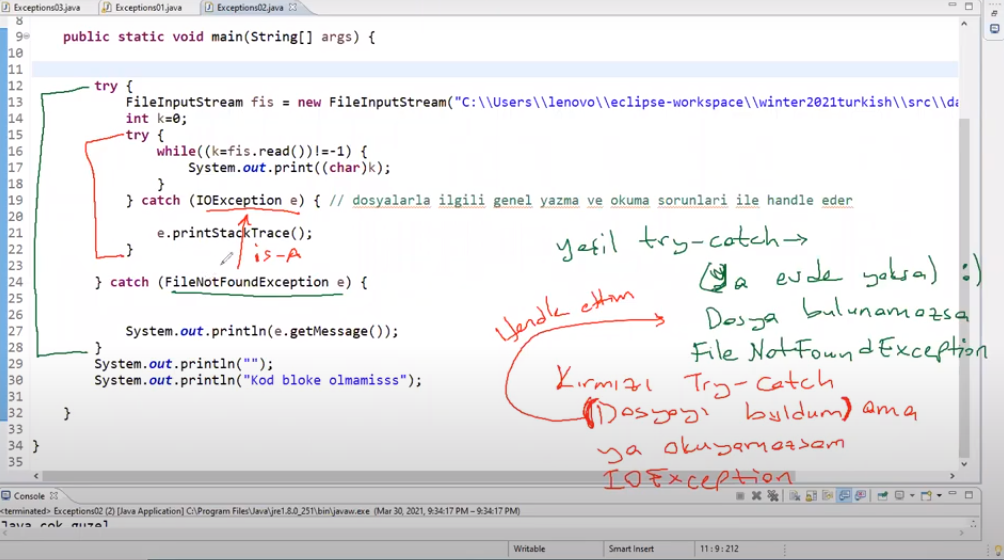 Exceptions03.java Exceptions01.java Exceptions02.java
8
9 public static void main(String[] args) {
10
11
12 try {
13 FileInputStream fis = new FileInputStream("C:\\Users\\lenovo\\eclipse-workspace\\winter2021turkish\\src\\da
14 int k=0;
15 try {
16 while((k=fis.read())!=-1) {
17 System.out.print((char)k);
18 }
19 } catch (IOException e) { // dosyalarla ilgili genel yazma ve okuma sorunlari ile handle eder
20
21 e.printStackTrace();
22 }
is-A
23
24 } catch (FileNotFoundException e) {
25
26
27 System.out.println(e.getMessage());
28 }
29 System.out.println("");
30 System.out.println("Kod bloke olmamisss");
31
32 }
33
34 }
35
yeşil try-catch→
(ya evde yoksa) :)
Dosya bulunamazsa
FileNotFoundException
Hendle ettim
Kırmızı Try-catch
(Dosyayı buldum) ama
ya okuyamazsam
IOException
Console
<terminated> Exceptions02 (2) [Java Application] C:\Program Files\Java\jre1.8.0_251\bin\javaw.exe (Mar 30, 2021, 9:34:17 PM – 9:34:17 PM)
Java cok guzel
Writable Smart Insert 11 : 9 : 212